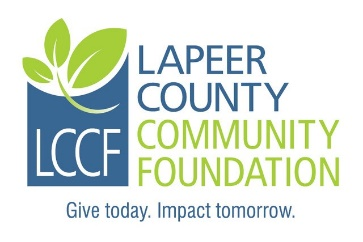 LCCF
LAPEER
COUNTY
COMMUNITY
FOUNDATION
Give today. Impact tomorrow.